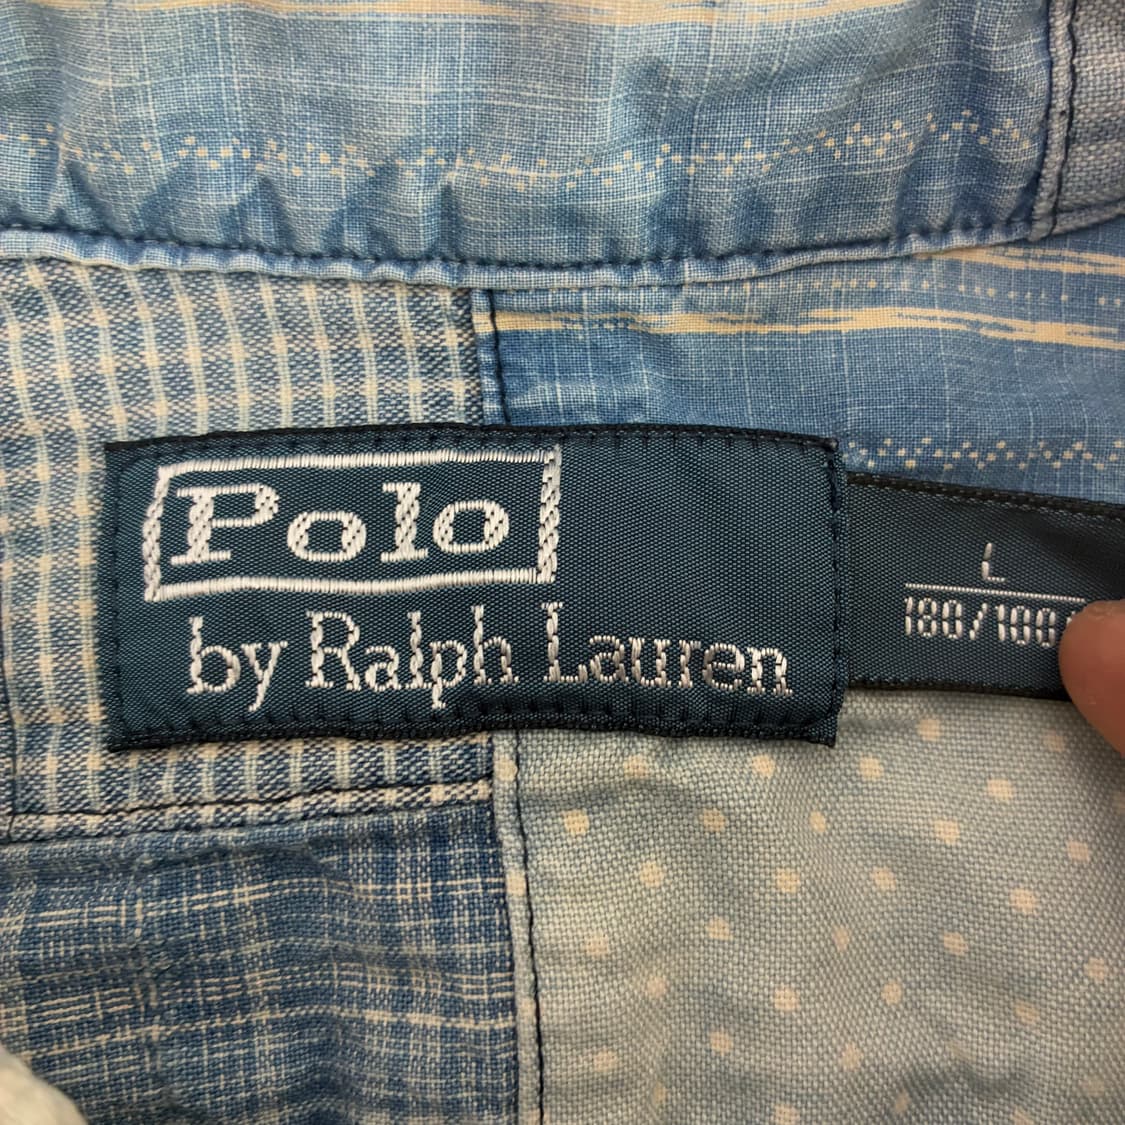 Polo
by Ralph Lauren
L
180/100